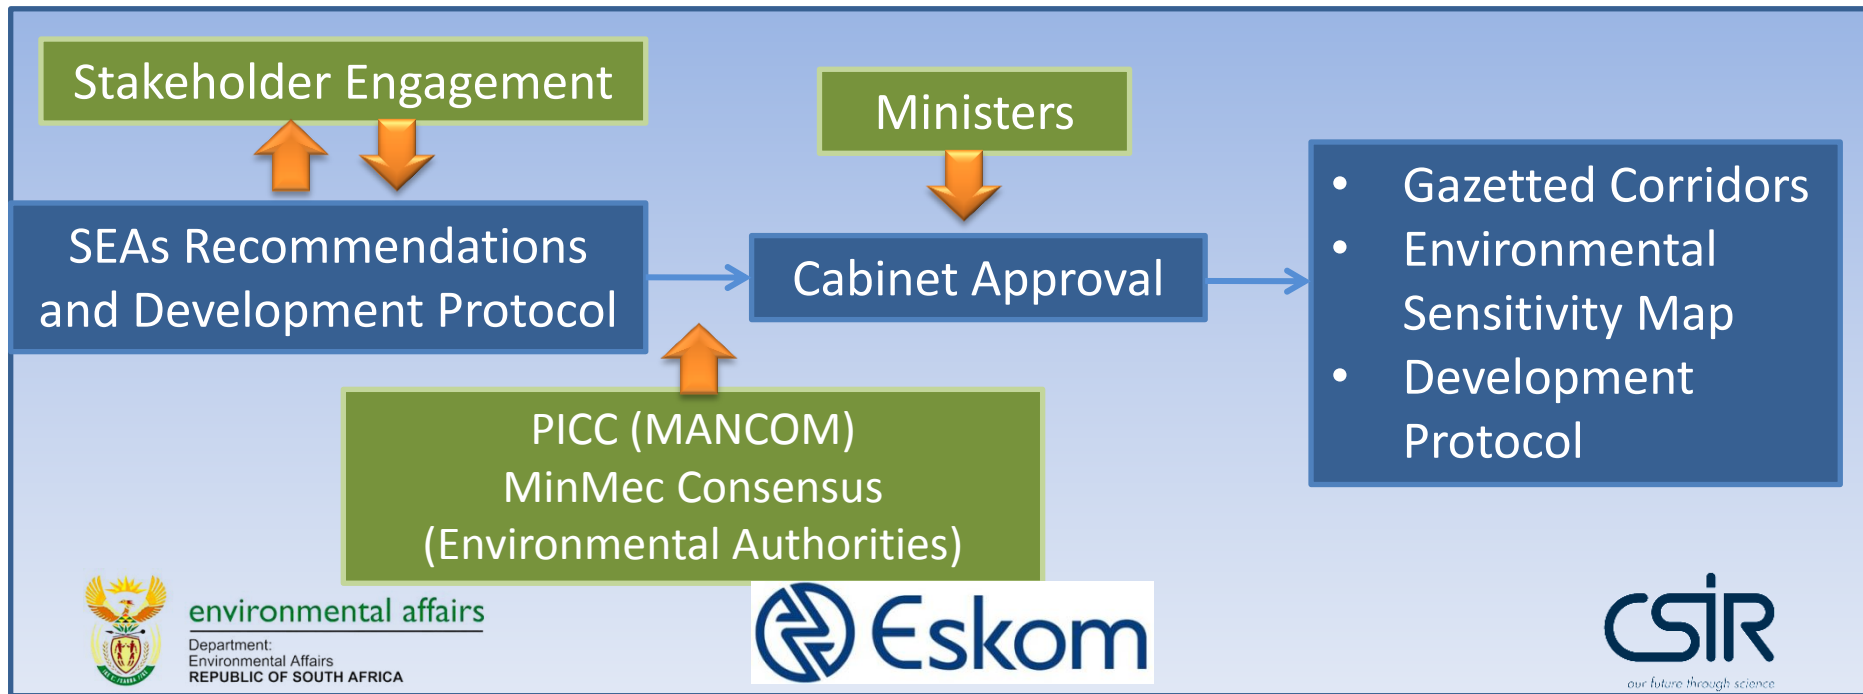 Stakeholder Engagement
Ministers
SEAs Recommendations
and Development Protocol
Cabinet Approval
• Gazetted Corridors
• Environmental
Sensitivity Map
• Development
Protocol
PICC (MANCOM)
MinMec Consensus
(Environmental Authorities)
environmental affairs
Department:
Environmental Affairs
REPUBLIC OF SOUTH AFRICA
Eskom
CSIR
our future through science